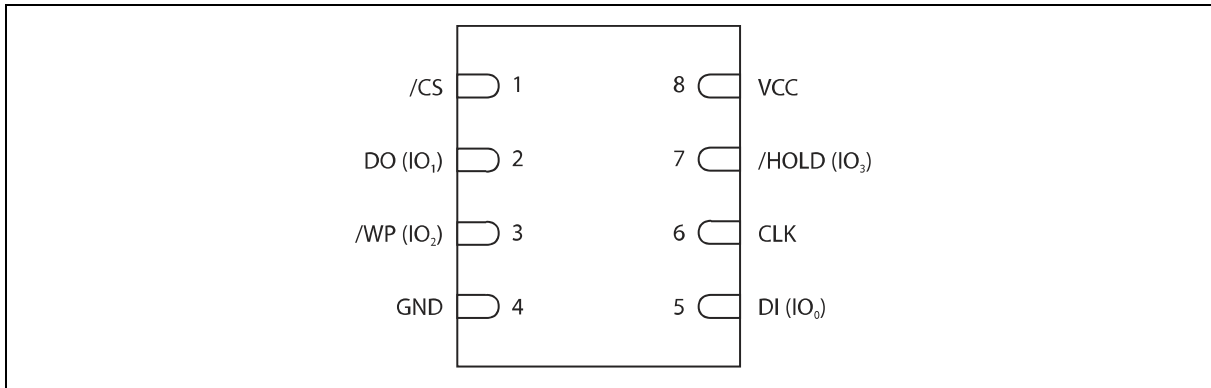 /CS 1 8 VCC
DO (IO₁) 2 7 /HOLD (IO₃)
/WP (IO₂) 3 6 CLK
GND 4 5 DI (IO₀)